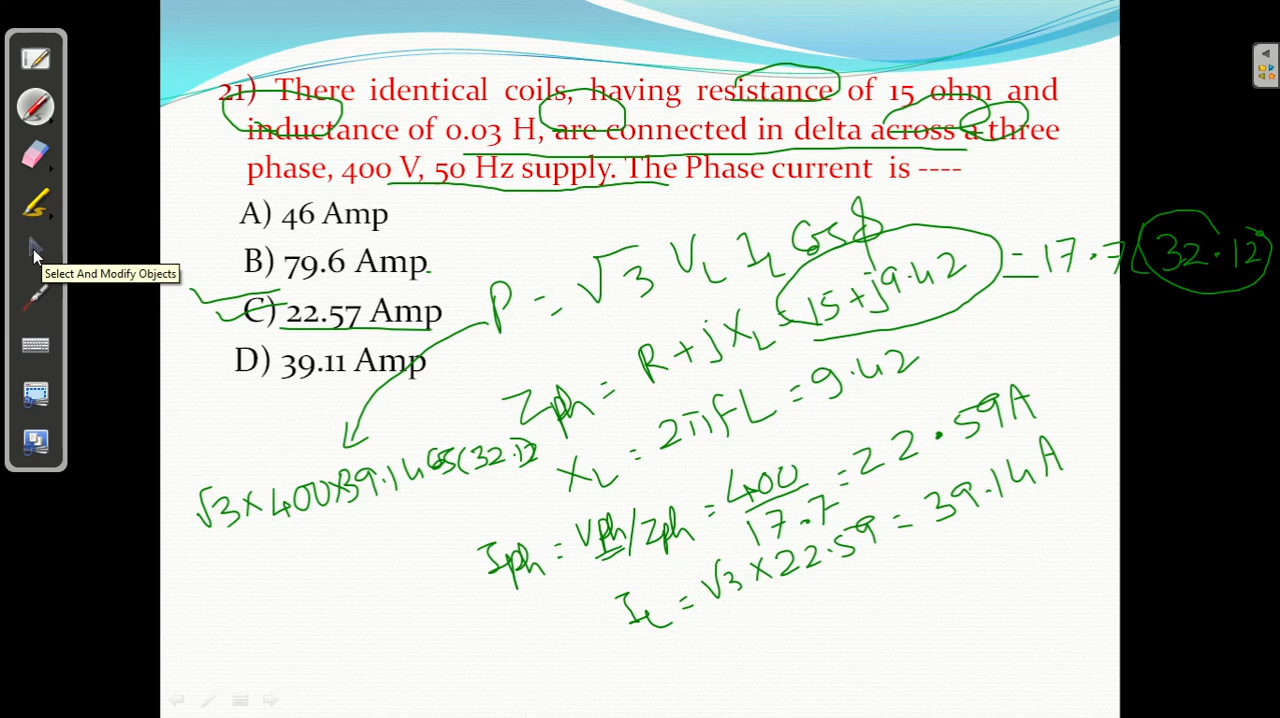 21) There identical coils, having resistance of 15 ohm and
inductance of 0.03 H, are connected in delta across a three
phase, 400 V, 50 Hz supply. The Phase current is ----
A) 46 Amp
B) 79.6 Amp.
C) 22.57 Amp
D) 39.11 Amp
Select And Modify Objects
P = √3 VL IL Cosϕ
Zph = R + jXL = 15 + j9.42 = 17.7 (32.12)
XL = 2πfL = 9.42
√3 × 400 × 39.14 Cos(32.12
Iph = Vph/Zph = 400/17.7 = 22.59A
IL = √3 × 22.59 = 39.14A